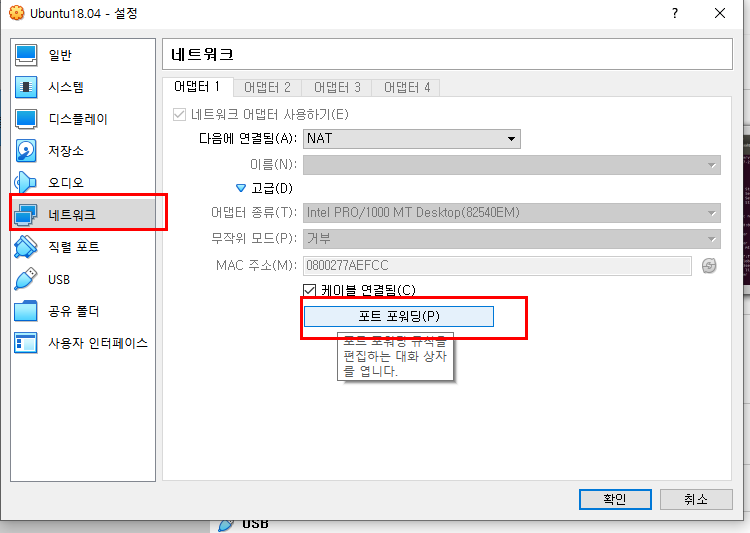 Ubuntu18.04 - 설정
?
일반
시스템
디스플레이
저장소
오디오
네트워크
직렬 포트
USB
공유 폴더
사용자 인터페이스
네트워크
어댑터 1 어댑터 2 어댑터 3 어댑터 4
네트워크 어댑터 사용하기(E)
다음에 연결됨(A): NAT
이름(N):
고급(D)
어댑터 종류(T): Intel PRO/1000 MT Desktop(82540EM)
무작위 모드(P): 거부
MAC 주소(M): 0800277AEFCC
케이블 연결됨(C)
포트 포워딩(P)
포트 포워딩 규칙을
편집하는 대화 상자
를 엽니다.
확인 취소
USB